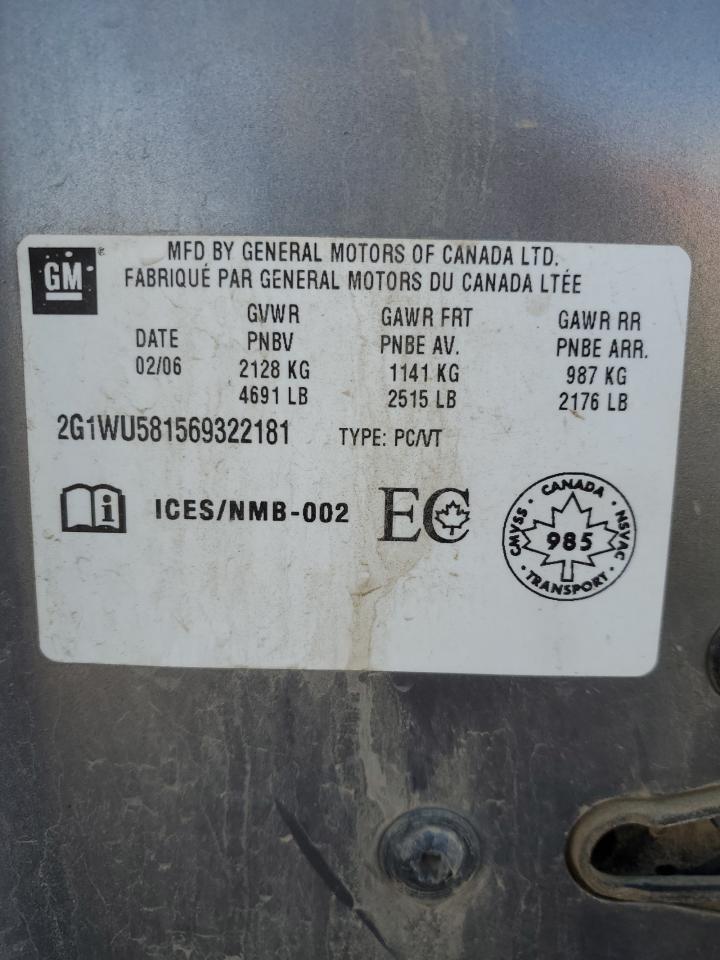 GM
MFD BY GENERAL MOTORS OF CANADA LTD.
FABRIQUÉ PAR GENERAL MOTORS DU CANADA LTÉE
DATE
02/06
GVWR
PNBV
2128 KG
4691 LB
GAWR FRT
PNBE AV.
1141 KG
2515 LB
GAWR RR
PNBE ARR.
987 KG
2176 LB
2G1WU581569322181 TYPE: PC/VT
i ICES/NMB-002 EC
CANADA
CMVSS 985 NSVAC
TRANSPORT